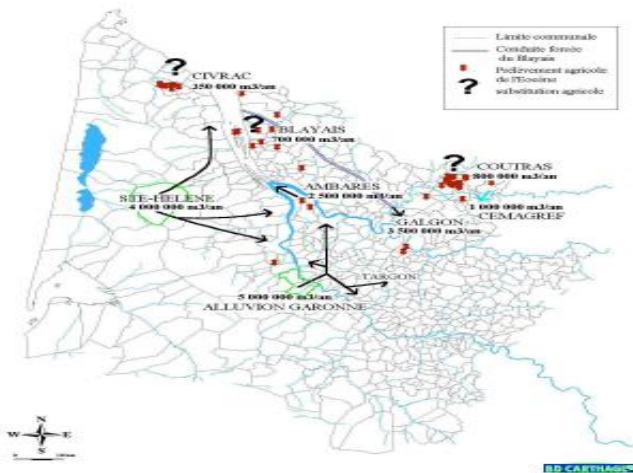 Limite communale
Conduite forcée
du Blayais
Prélèvement agricole
de l'Eocène
? substitution agricole
?
CIVRAC
350 000 m3/an
?
BLAYAIS
700 000 m3/an
?
COUTRAS
800 000 m3/an
AMBARES
2 500 000 m3/an
STE-HELENE
4 000 000 m3/an
1 000 000 m3/an
CEMAGREF
GALGON
3 500 000 m3/an
TARGON
5 000 000 m3/an
ALLUVION GARONNE
N
W E
S
BD CARTHAGE